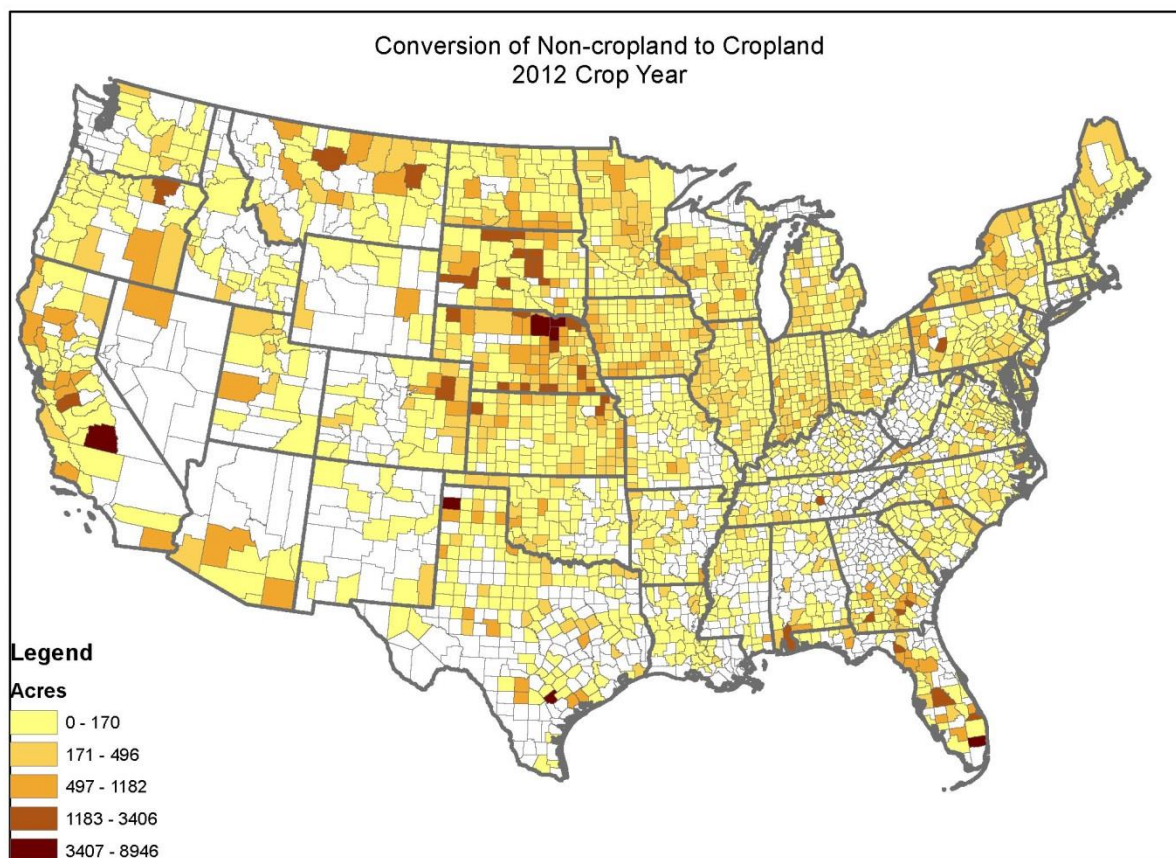 Conversion of Non-cropland to Cropland
2012 Crop Year
Legend
Acres
0 - 170
171 - 496
497 - 1182
1183 - 3406
3407 - 8946